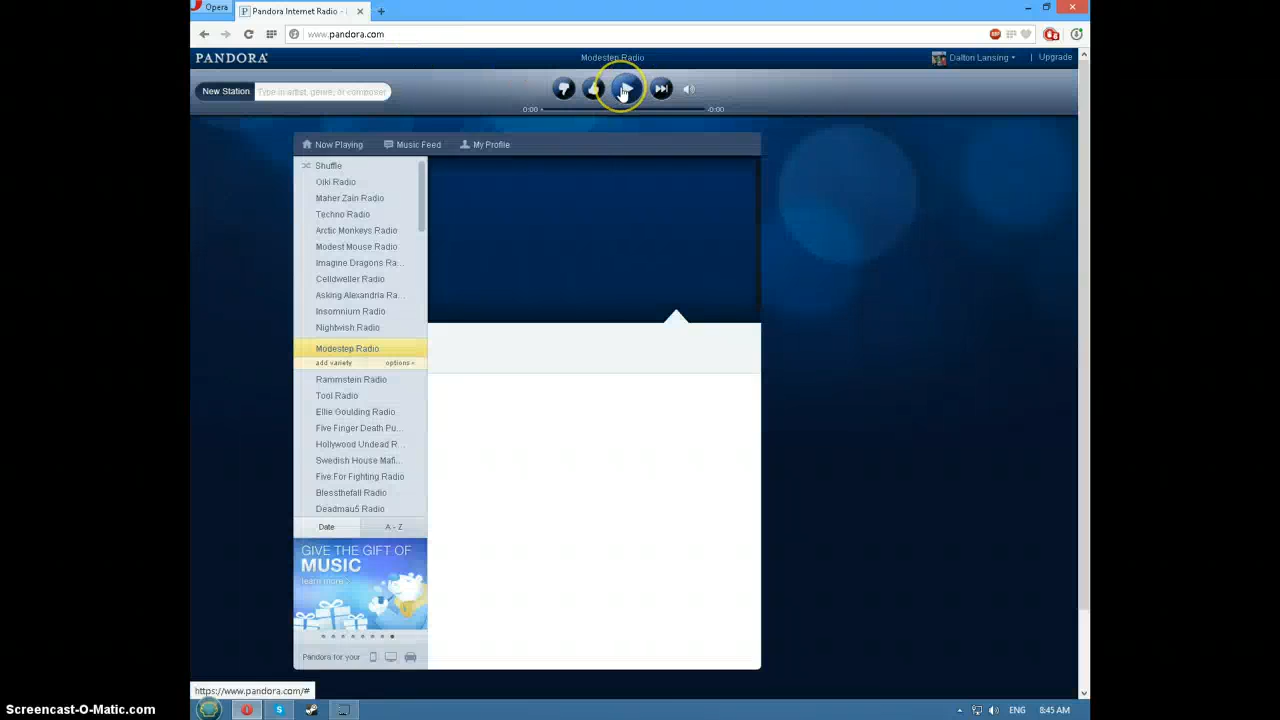 Opera
Pandora Internet Radio -
www.pandora.com
PANDORA
Modestep Radio
Dalton Lansing
Upgrade
New Station
Type in artist, genre, or composer
0:00
-0:00
Now Playing
Music Feed
My Profile
Shuffle
Oiki Radio
Maher Zain Radio
Techno Radio
Arctic Monkeys Radio
Modest Mouse Radio
Imagine Dragons Ra...
Celldweller Radio
Asking Alexandria Ra...
Insomnium Radio
Nightwish Radio
Modestep Radio
add variety
options
Rammstein Radio
Tool Radio
Ellie Goulding Radio
Five Finger Death Pu...
Hollywood Undead R...
Swedish House Mafi...
Five For Fighting Radio
Blessthefall Radio
Deadmau5 Radio
Date
A - Z
GIVE THE GIFT OF
MUSIC
learn more
Pandora for your
https://www.pandora.com/#
Screencast-O-Matic.com
ENG
8:45 AM